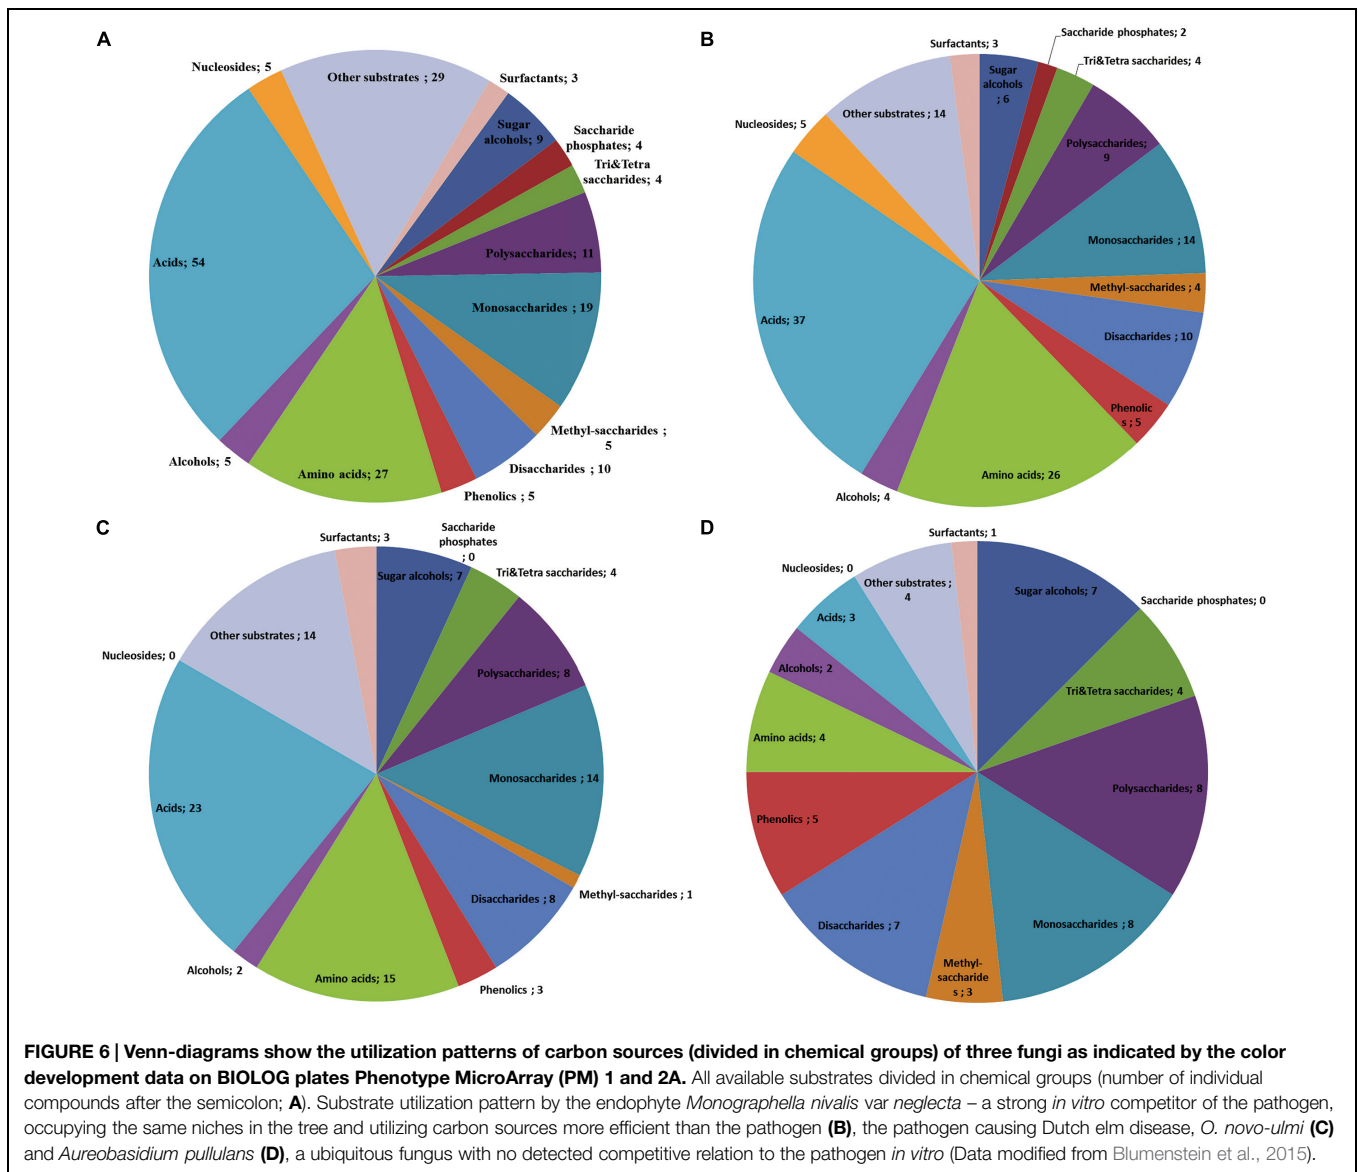 A
Nucleosides; 5
Other substrates ; 29
Surfactants; 3
Sugar
alcohols; 9
Saccharide
phosphates; 4
Tri&Tetra
saccharides; 4
Polysaccharides; 11
Monosaccharides ; 19
Methyl-saccharides ;
5
Disaccharides ; 10
Phenolics ; 5
Amino acids; 27
Alcohols; 5
Acids; 54
B
Surfactants; 3
Saccharide phosphates; 2
Sugar
alcohols
; 6
Tri&Tetra saccharides; 4
Polysaccharides;
9
Monosaccharides ; 14
Methyl-saccharides ; 4
Disaccharides ; 10
Phenolic
s ; 5
Amino acids; 26
Alcohols; 4
Acids; 37
Nucleosides; 5
Other substrates ; 14
C
Surfactants; 3
Saccharide
phosphates
; 0
Sugar alcohols; 7
Tri&Tetra saccharides; 4
Polysaccharides; 8
Monosaccharides ; 14
Methyl-saccharides ; 1
Disaccharides ; 8
Phenolics ; 3
Amino acids; 15
Alcohols; 2
Acids; 23
Nucleosides; 0
Other substrates ; 14
D
Surfactants; 1
Sugar alcohols; 7
Saccharide phosphates; 0
Tri&Tetra saccharides; 4
Polysaccharides; 8
Monosaccharides ; 8
Methyl-
saccharide
s ; 3
Disaccharides ; 7
Phenolics ; 5
Amino acids; 4
Alcohols; 2
Acids; 3
Nucleosides; 0
Other substrates ;
4
FIGURE 6 | Venn-diagrams show the utilization patterns of carbon sources (divided in chemical groups) of three fungi as indicated by the color
development data on BIOLOG plates Phenotype MicroArray (PM) 1 and 2A. All available substrates divided in chemical groups (number of individual
compounds after the semicolon; A). Substrate utilization pattern by the endophyte Monographella nivalis var neglecta – a strong in vitro competitor of the pathogen,
occupying the same niches in the tree and utilizing carbon sources more efficient than the pathogen (B), the pathogen causing Dutch elm disease, O. novo-ulmi (C)
and Aureobasidium pullulans (D), a ubiquitous fungus with no detected competitive relation to the pathogen in vitro (Data modified from Blumenstein et al., 2015).